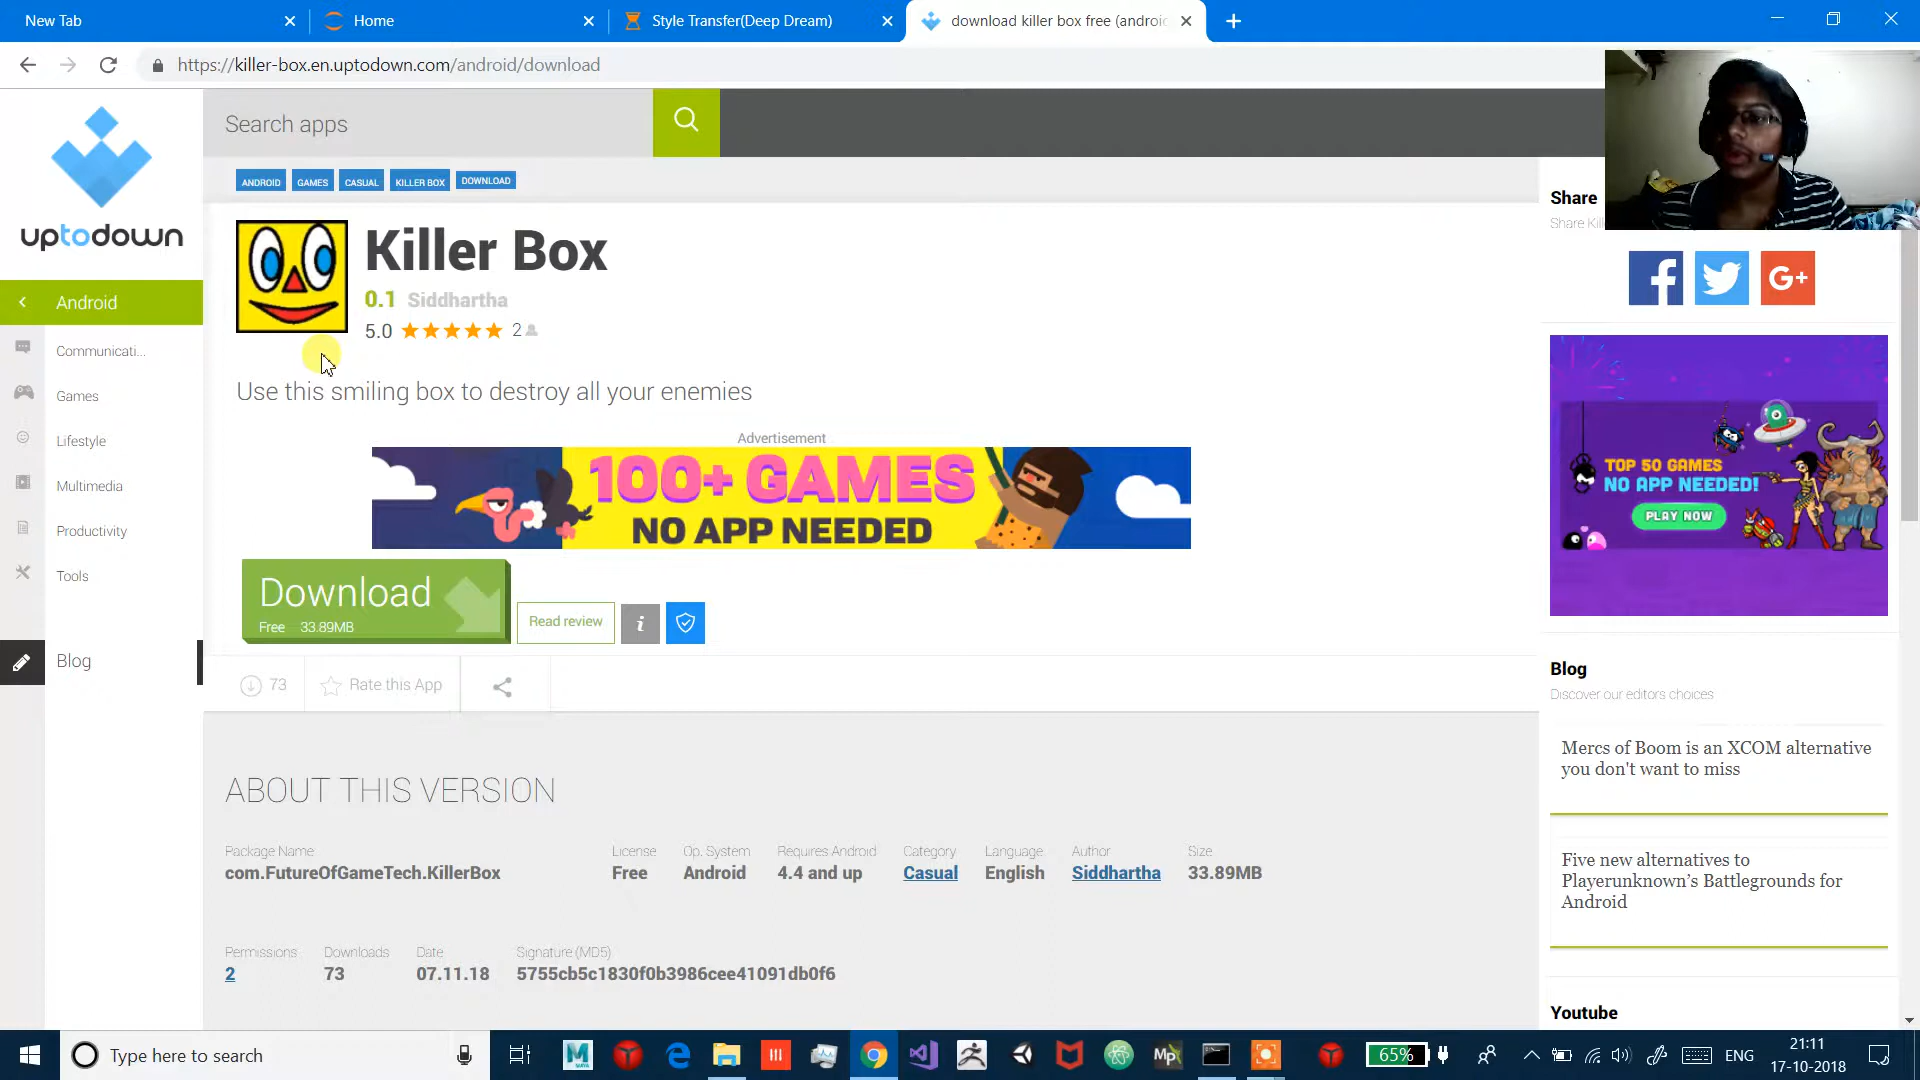 New Tab
Home
Style Transfer(Deep Dream)
download killer box free (androi
https://killer-box.en.uptodown.com/android/download
uptodown
Search apps
ANDROID
GAMES
CASUAL
KILLER BOX
DOWNLOAD
Killer Box
0.1 Siddhartha
5.0 2
Use this smiling box to destroy all your enemies
Advertisement
100+ GAMES
NO APP NEEDED
Download
Free 33.89MB
Read review
i
73
Rate this App
Android
Communicati...
Games
Lifestyle
Multimedia
Productivity
Tools
Blog
ABOUT THIS VERSION
Package Name
com.FutureOfGameTech.KillerBox
License
Free
Op. System
Android
Requires Android
4.4 and up
Category
Casual
Language
English
Author
Siddhartha
Size
33.89MB
Permissions
2
Downloads
73
Date
07.11.18
Signature (MD5)
5755cb5c1830f0b3986cee41091db0f6
Share
Share Kil
G+
TOP 50 GAMES
NO APP NEEDED!
PLAY NOW
Blog
Discover our editors choices
Mercs of Boom is an XCOM alternative
you don't want to miss
Five new alternatives to
Playerunknown's Battlegrounds for
Android
Youtube
Type here to search
M
Mp
65%
ENG
21:11
17-10-2018